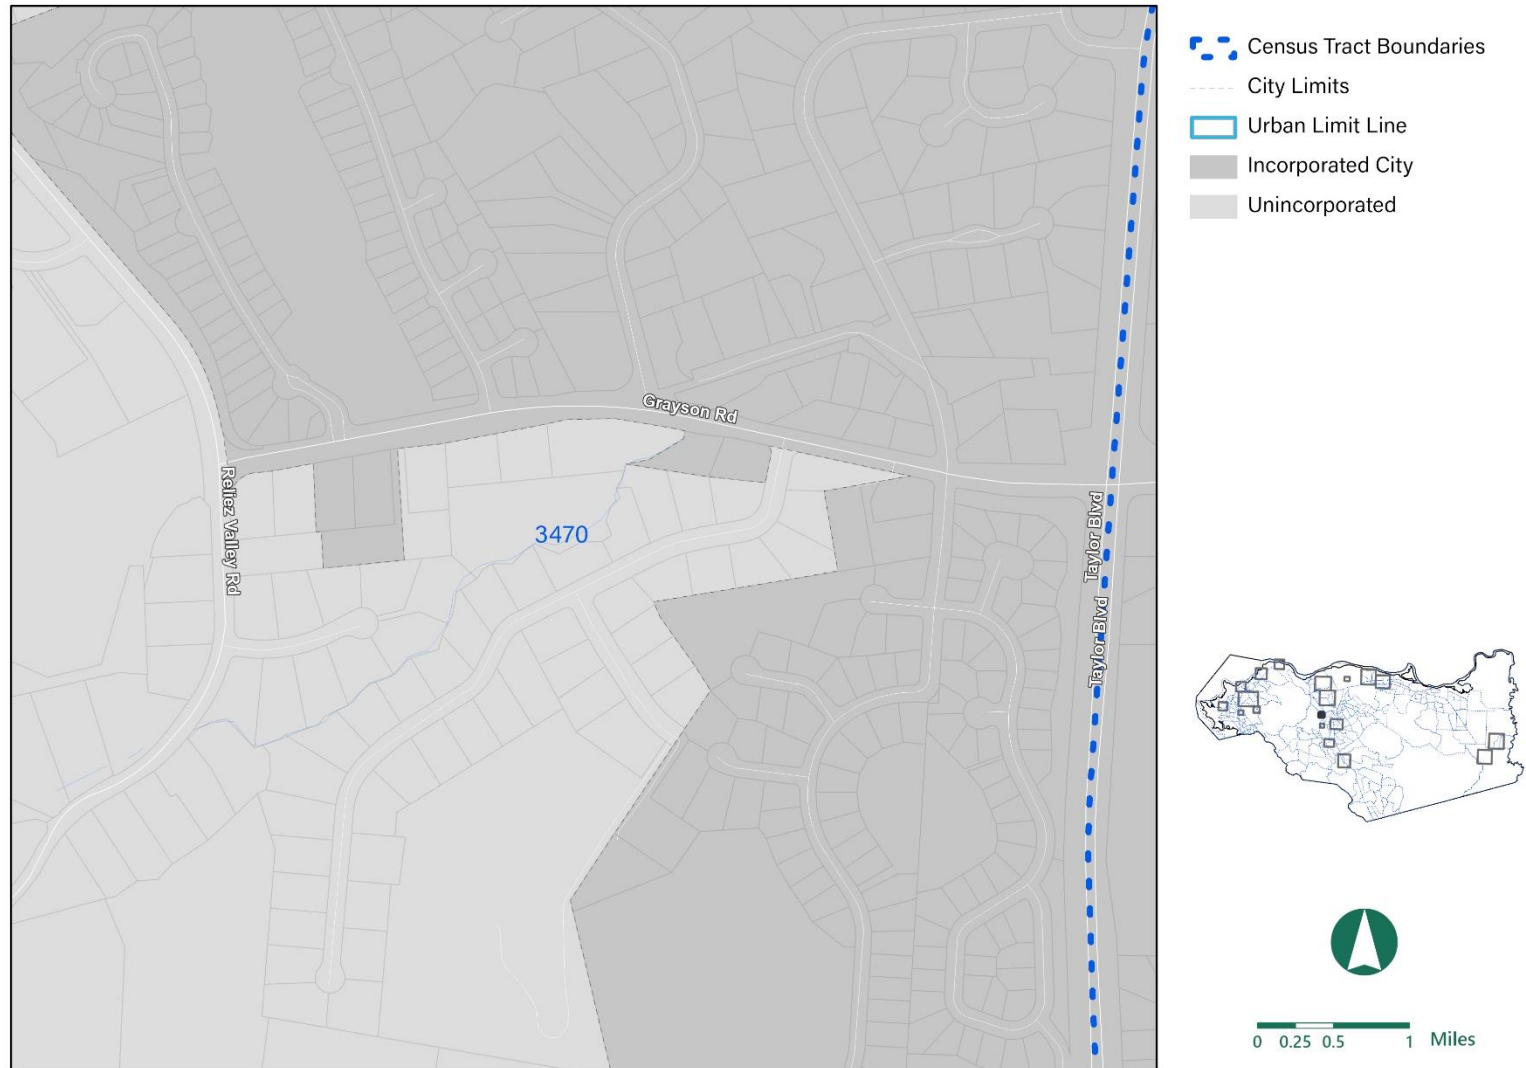 Census Tract Boundaries
City Limits
Urban Limit Line
Incorporated City
Unincorporated
Grayson Rd
Reliez Valley Rd
3470
Taylor Blvd
Taylor Blvd
0 0.25 0.5 1 Miles